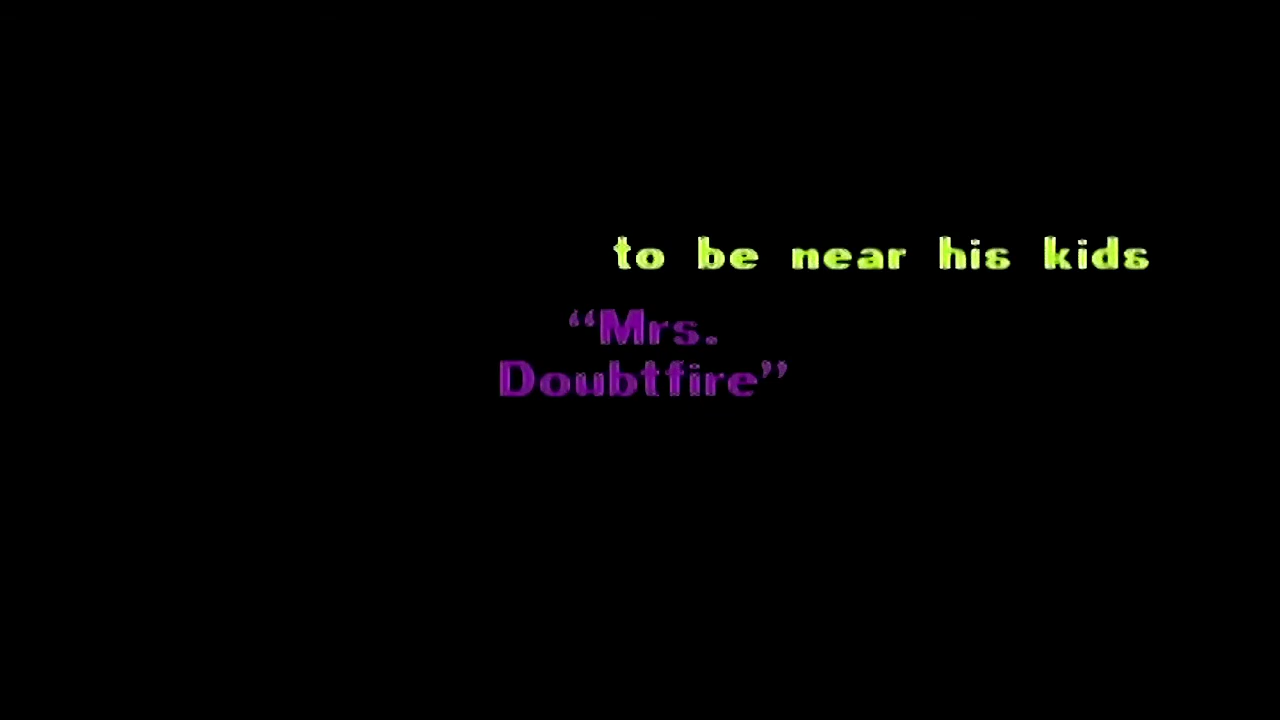 to be near his kids
“Mrs.
Doubtfire”